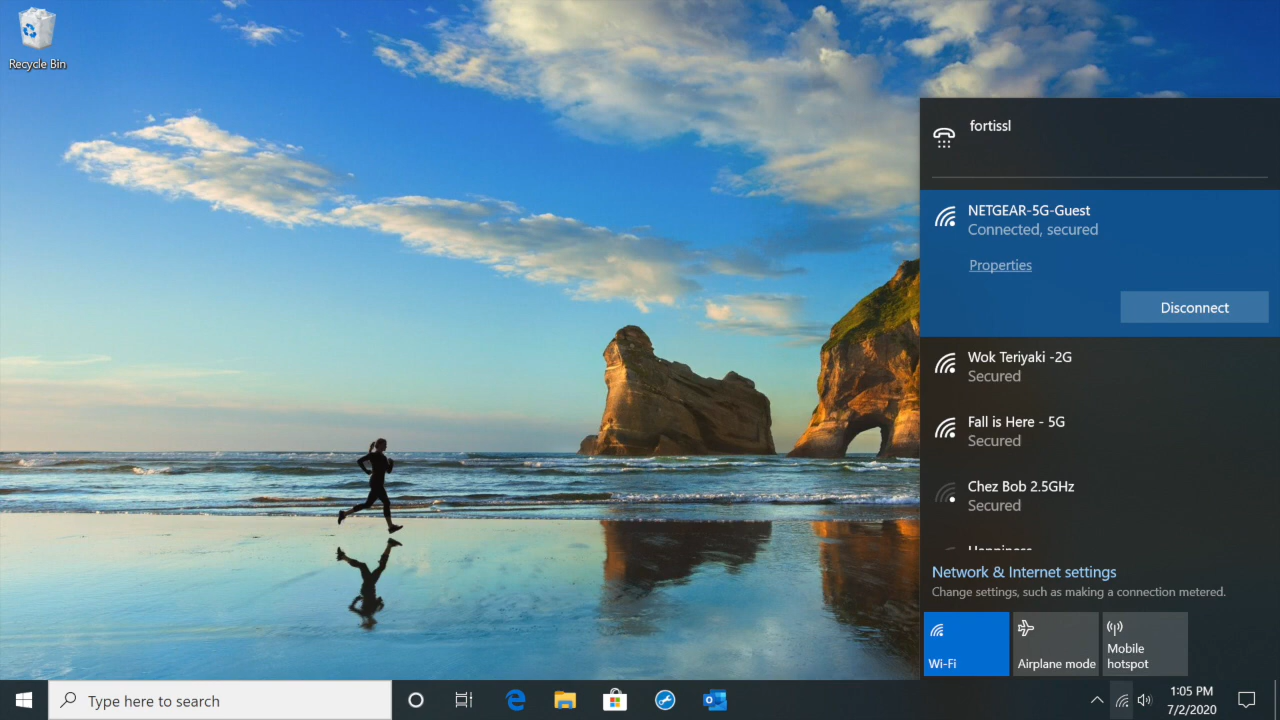 Recycle Bin
fortissl
NETGEAR-5G-Guest
Connected, secured
Properties
Disconnect
Wok Teriyaki -2G
Secured
Fall is Here - 5G
Secured
Chez Bob 2.5GHz
Secured
Happiness
Network & Internet settings
Change settings, such as making a connection metered.
Wi-Fi
Airplane mode
Mobile
hotspot
Type here to search
1:05 PM
7/2/2020